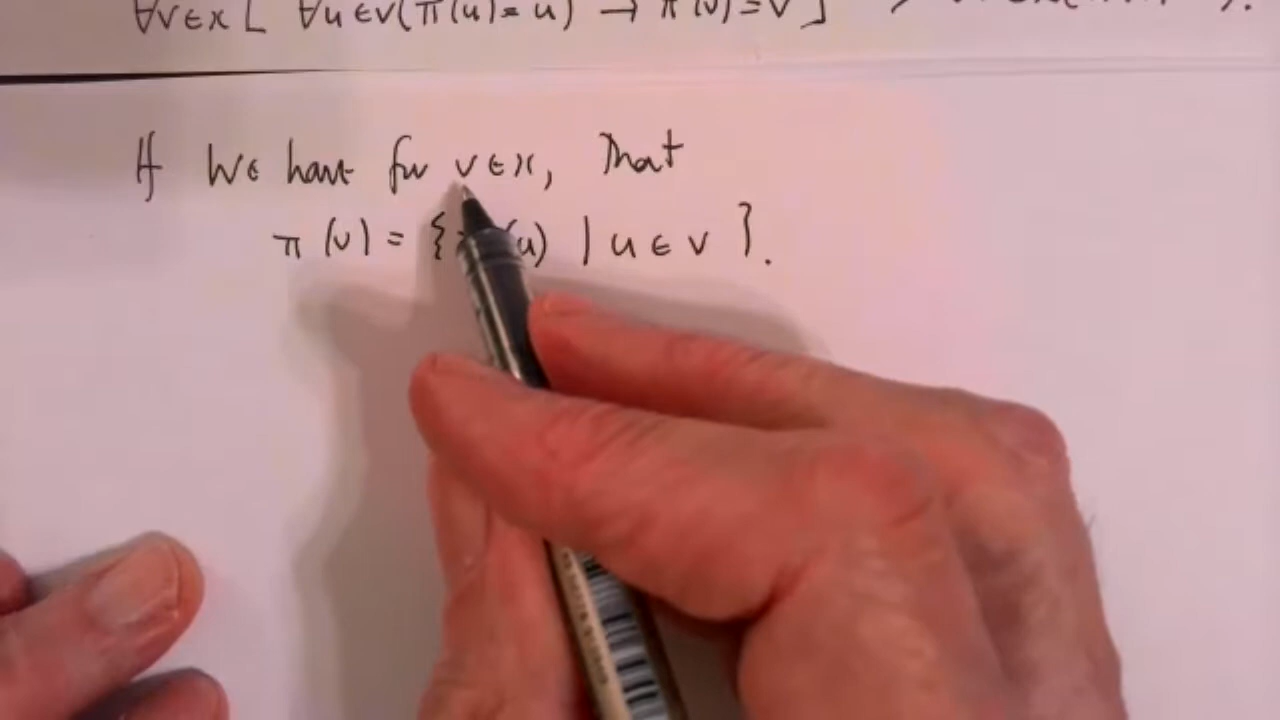 ∀v∈x [ ∀u∈v(π(u)=u) → π(v)=v ]
If We have for v∈x, That
π(v) = { (u) | u∈v }.